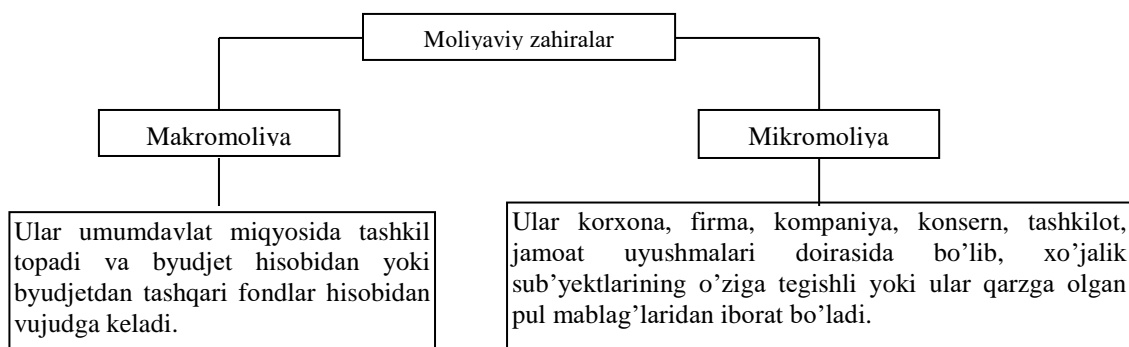 Moliyaviy zahiralar
Makromoliya
Mikromoliya
Ular umumdavlat miqyosida tashkil
topadi va byudjet hisobidan yoki
byudjetdan tashqari fondlar hisobidan
vujudga keladi.
Ular korxona, firma, kompaniya, konsern, tashkilot,
jamoat uyushmalari doirasida bo’lib, xo’jalik
sub’yektlarining o’ziga tegishli yoki ular qarzga olgan
pul mablag’laridan iborat bo’ladi.